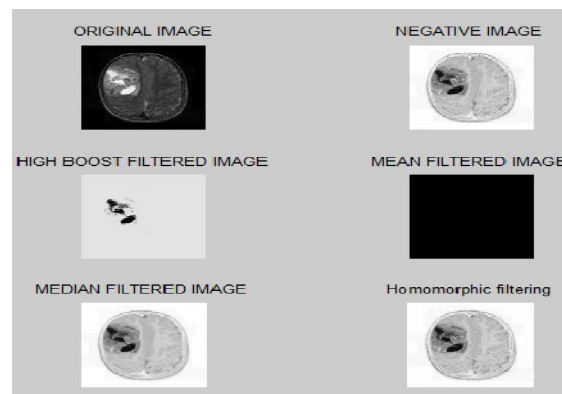 ORIGINAL IMAGE
NEGATIVE IMAGE
HIGH BOOST FILTERED IMAGE
MEAN FILTERED IMAGE
MEDIAN FILTERED IMAGE
Homomorphic filtering